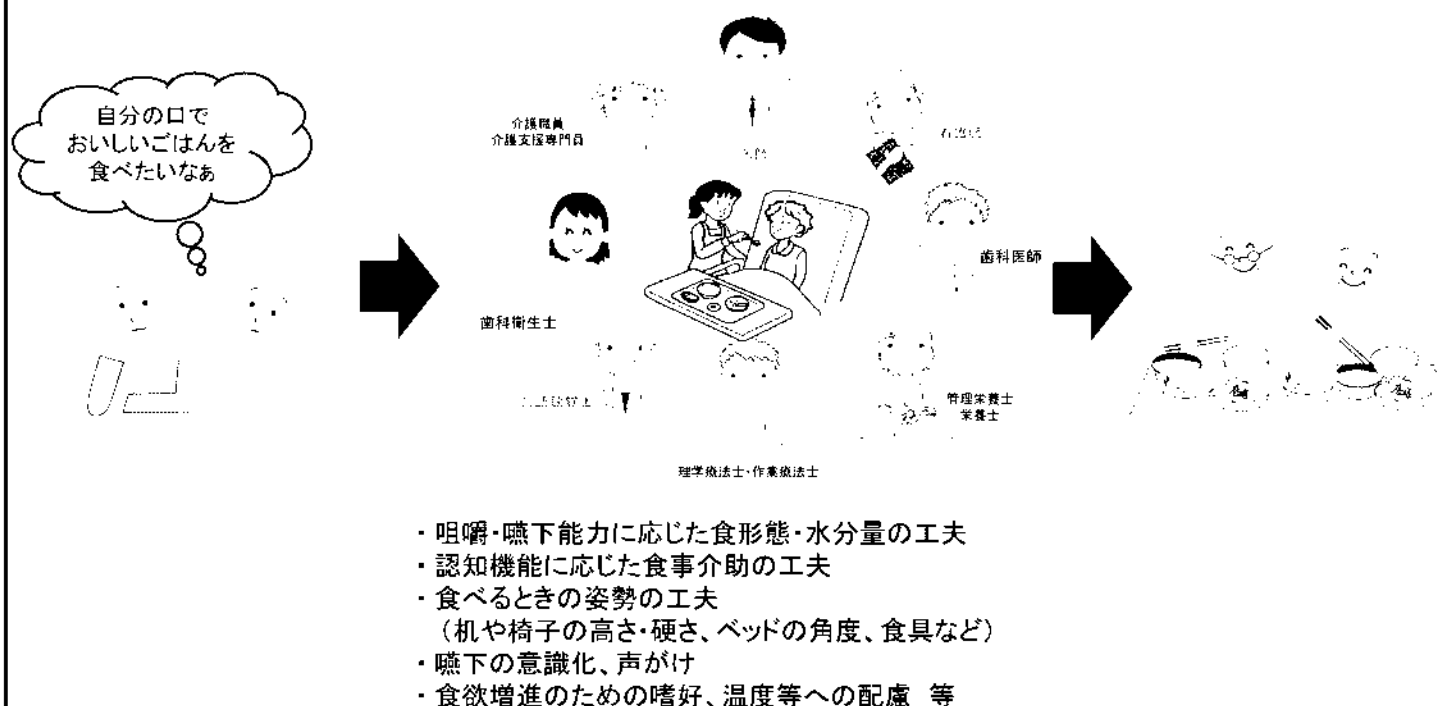 自分の口で
おいしいごはんを
食べたいなぁ
介護職員
介護支援専門員
歯科医師
歯科衛生士
管理栄養士
栄養士
理学療法士・作業療法士
・咀嚼・嚥下能力に応じた食形態・水分量の工夫
・認知機能に応じた食事介助の工夫
・食べるときの姿勢の工夫
（机や椅子の高さ・硬さ、ベッドの角度、食具など）
・嚥下の意識化、声がけ
・食欲増進のための嗜好、温度等への配慮 等